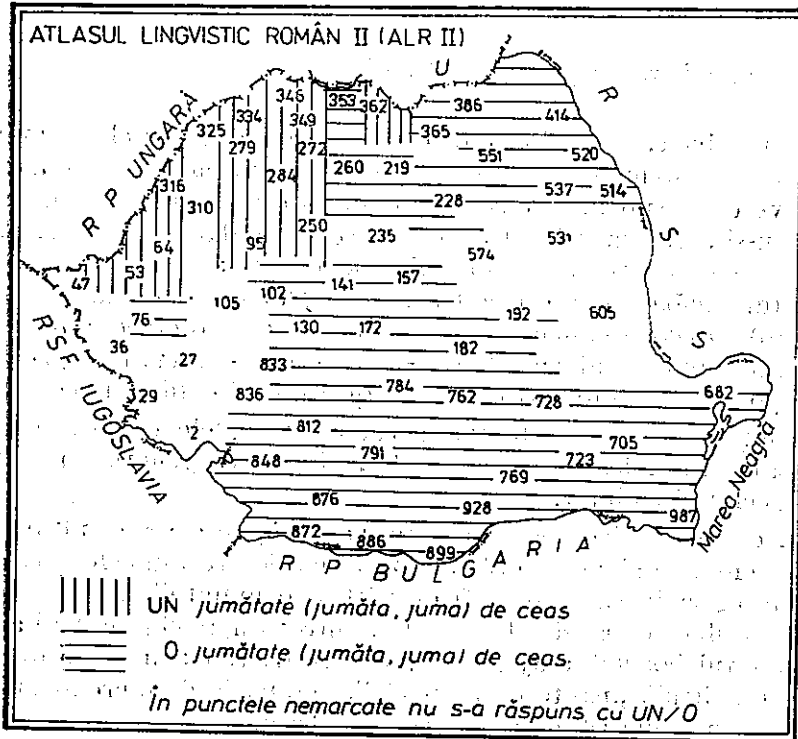 ATLASUL LINGVISTIC ROMÂN II (ALR II)
U R S S
R P UNGARĂ
346 353 362 386
325 334 349 365 414
279 272 551 520
316 284 260 219 537 514
310 228
64 95 250 235 531
574
47 53 141 157
105 102 192 605
76 130 172
36 182
27 833
784
29 836 762 728 682
2 812 705
848 791 723
769
876 928 987
872 886 899
RSF IUGOSLAVIA
Marea Neagră
R P BULGARIA
UN jumătate (jumăta, juma) de ceas
O jumătate (jumăta, juma) de ceas
În punctele nemarcate nu s-a răspuns cu UN/O